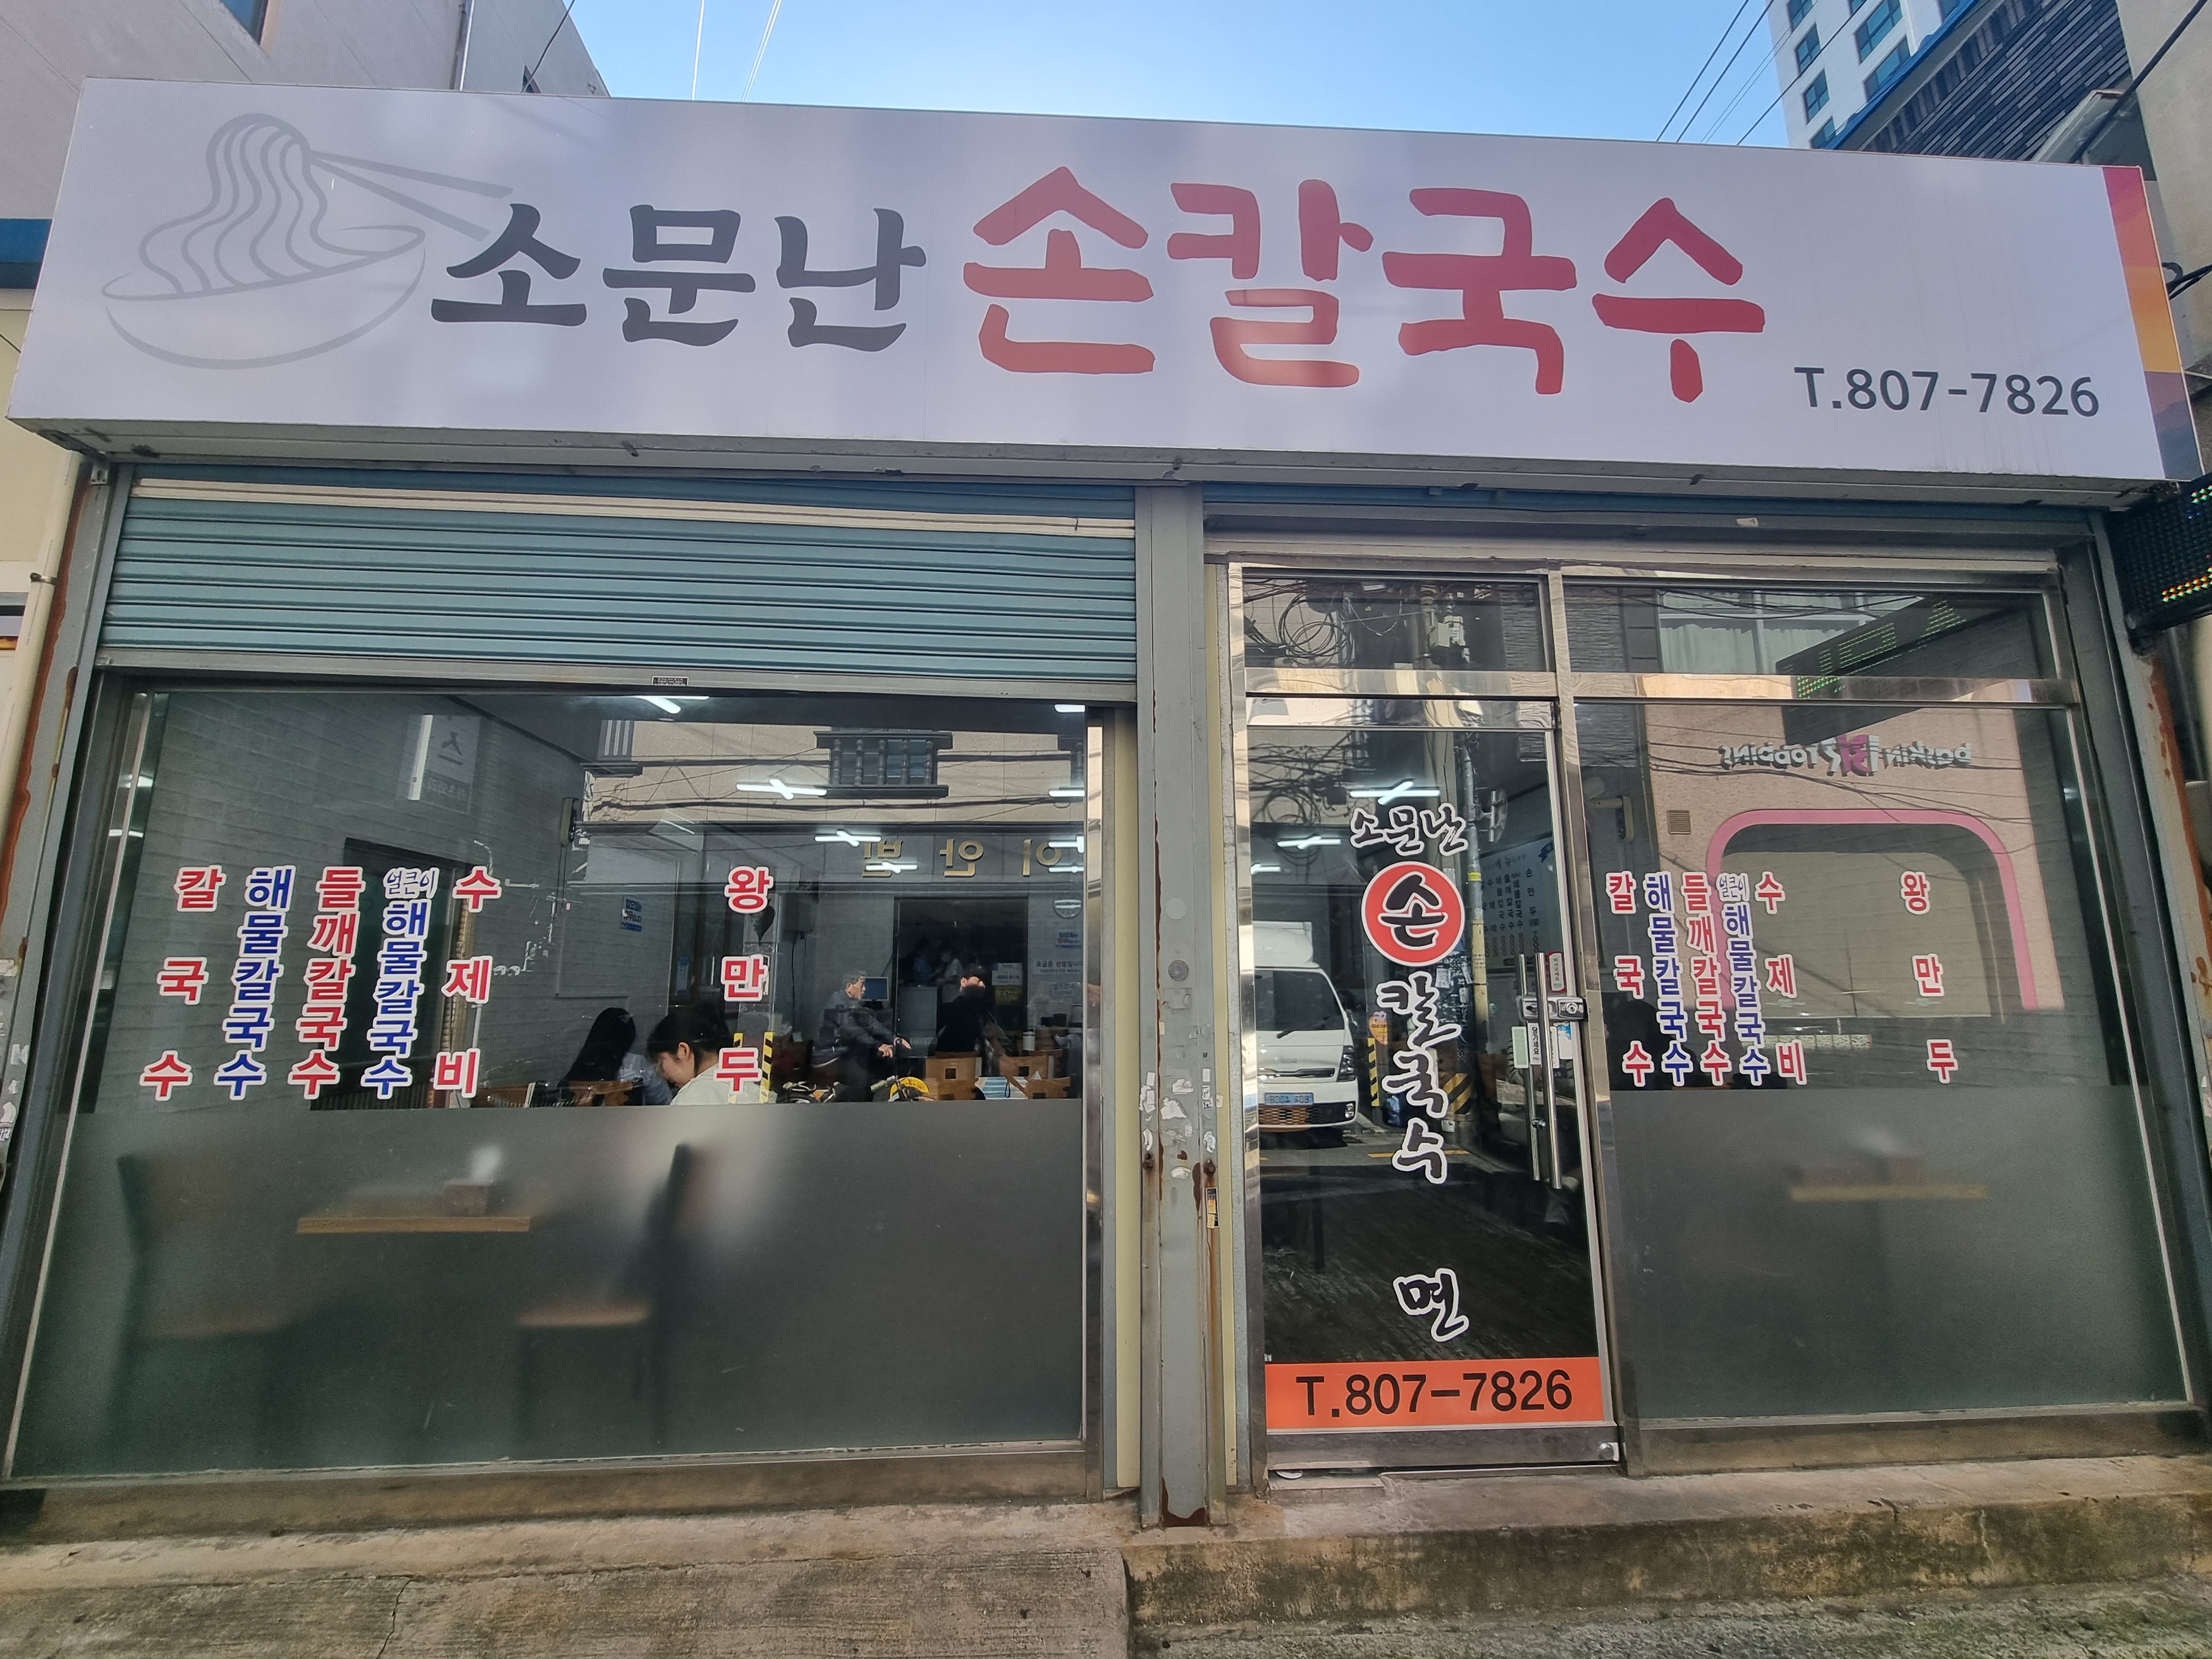 소문난 손칼국수
T.807-7826
칼국수
해물칼국수
들깨칼국수
얼큰이 해물칼국수
수제비
왕만두
소문난
손
칼국수
면
T.807-7826
칼국수
해물칼국수
들깨칼국수
얼큰이 해물칼국수
수제비
왕만두
baskin BR robbins